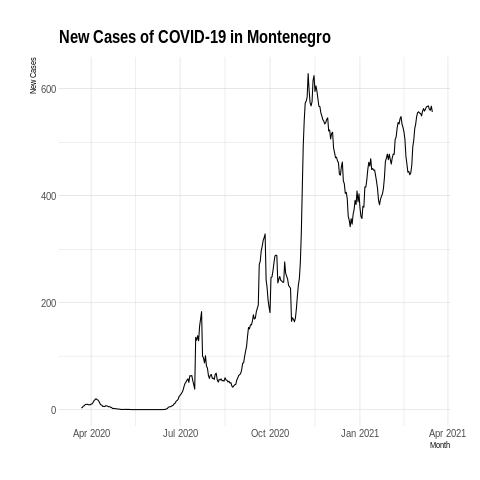 New Cases of COVID-19 in Montenegro
New Cases
600
400
200
0
Apr 2020 Jul 2020 Oct 2020 Jan 2021 Apr 2021
Month